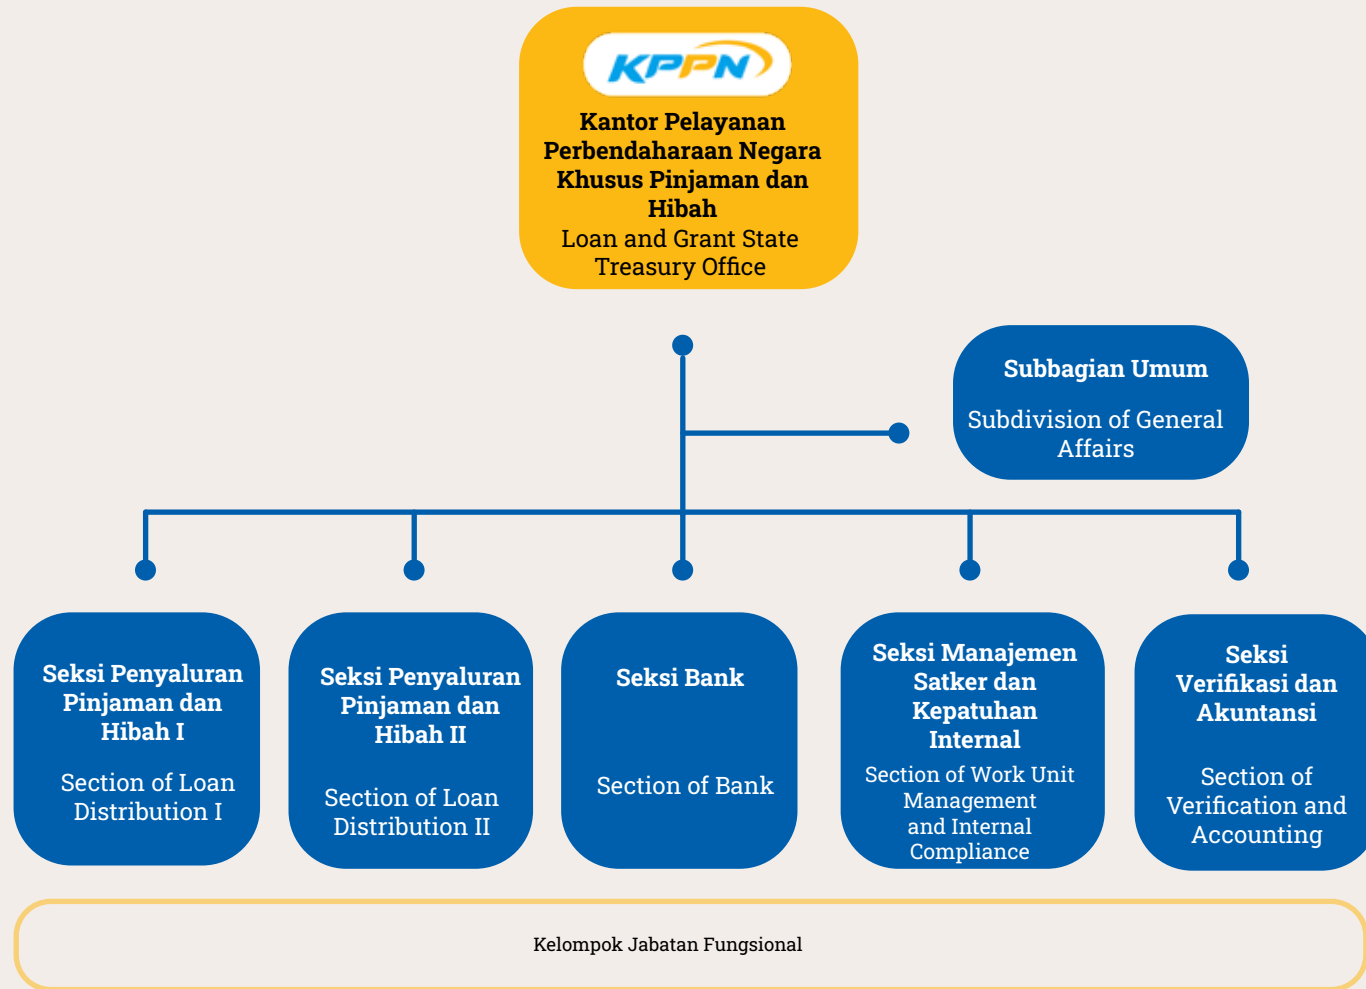 KPPN
Kantor Pelayanan
Perbendaharaan Negara
Khusus Pinjaman dan
Hibah
Loan and Grant State
Treasury Office
Subbagian Umum
Subdivision of General
Affairs
Seksi Penyaluran
Pinjaman dan
Hibah I
Section of Loan
Distribution I
Seksi Penyaluran
Pinjaman dan
Hibah II
Section of Loan
Distribution II
Seksi Bank
Section of Bank
Seksi Manajemen
Satker dan
Kepatuhan
Internal
Section of Work Unit
Management
and Internal
Compliance
Seksi
Verifikasi dan
Akuntansi
Section of
Verification and
Accounting
Kelompok Jabatan Fungsional